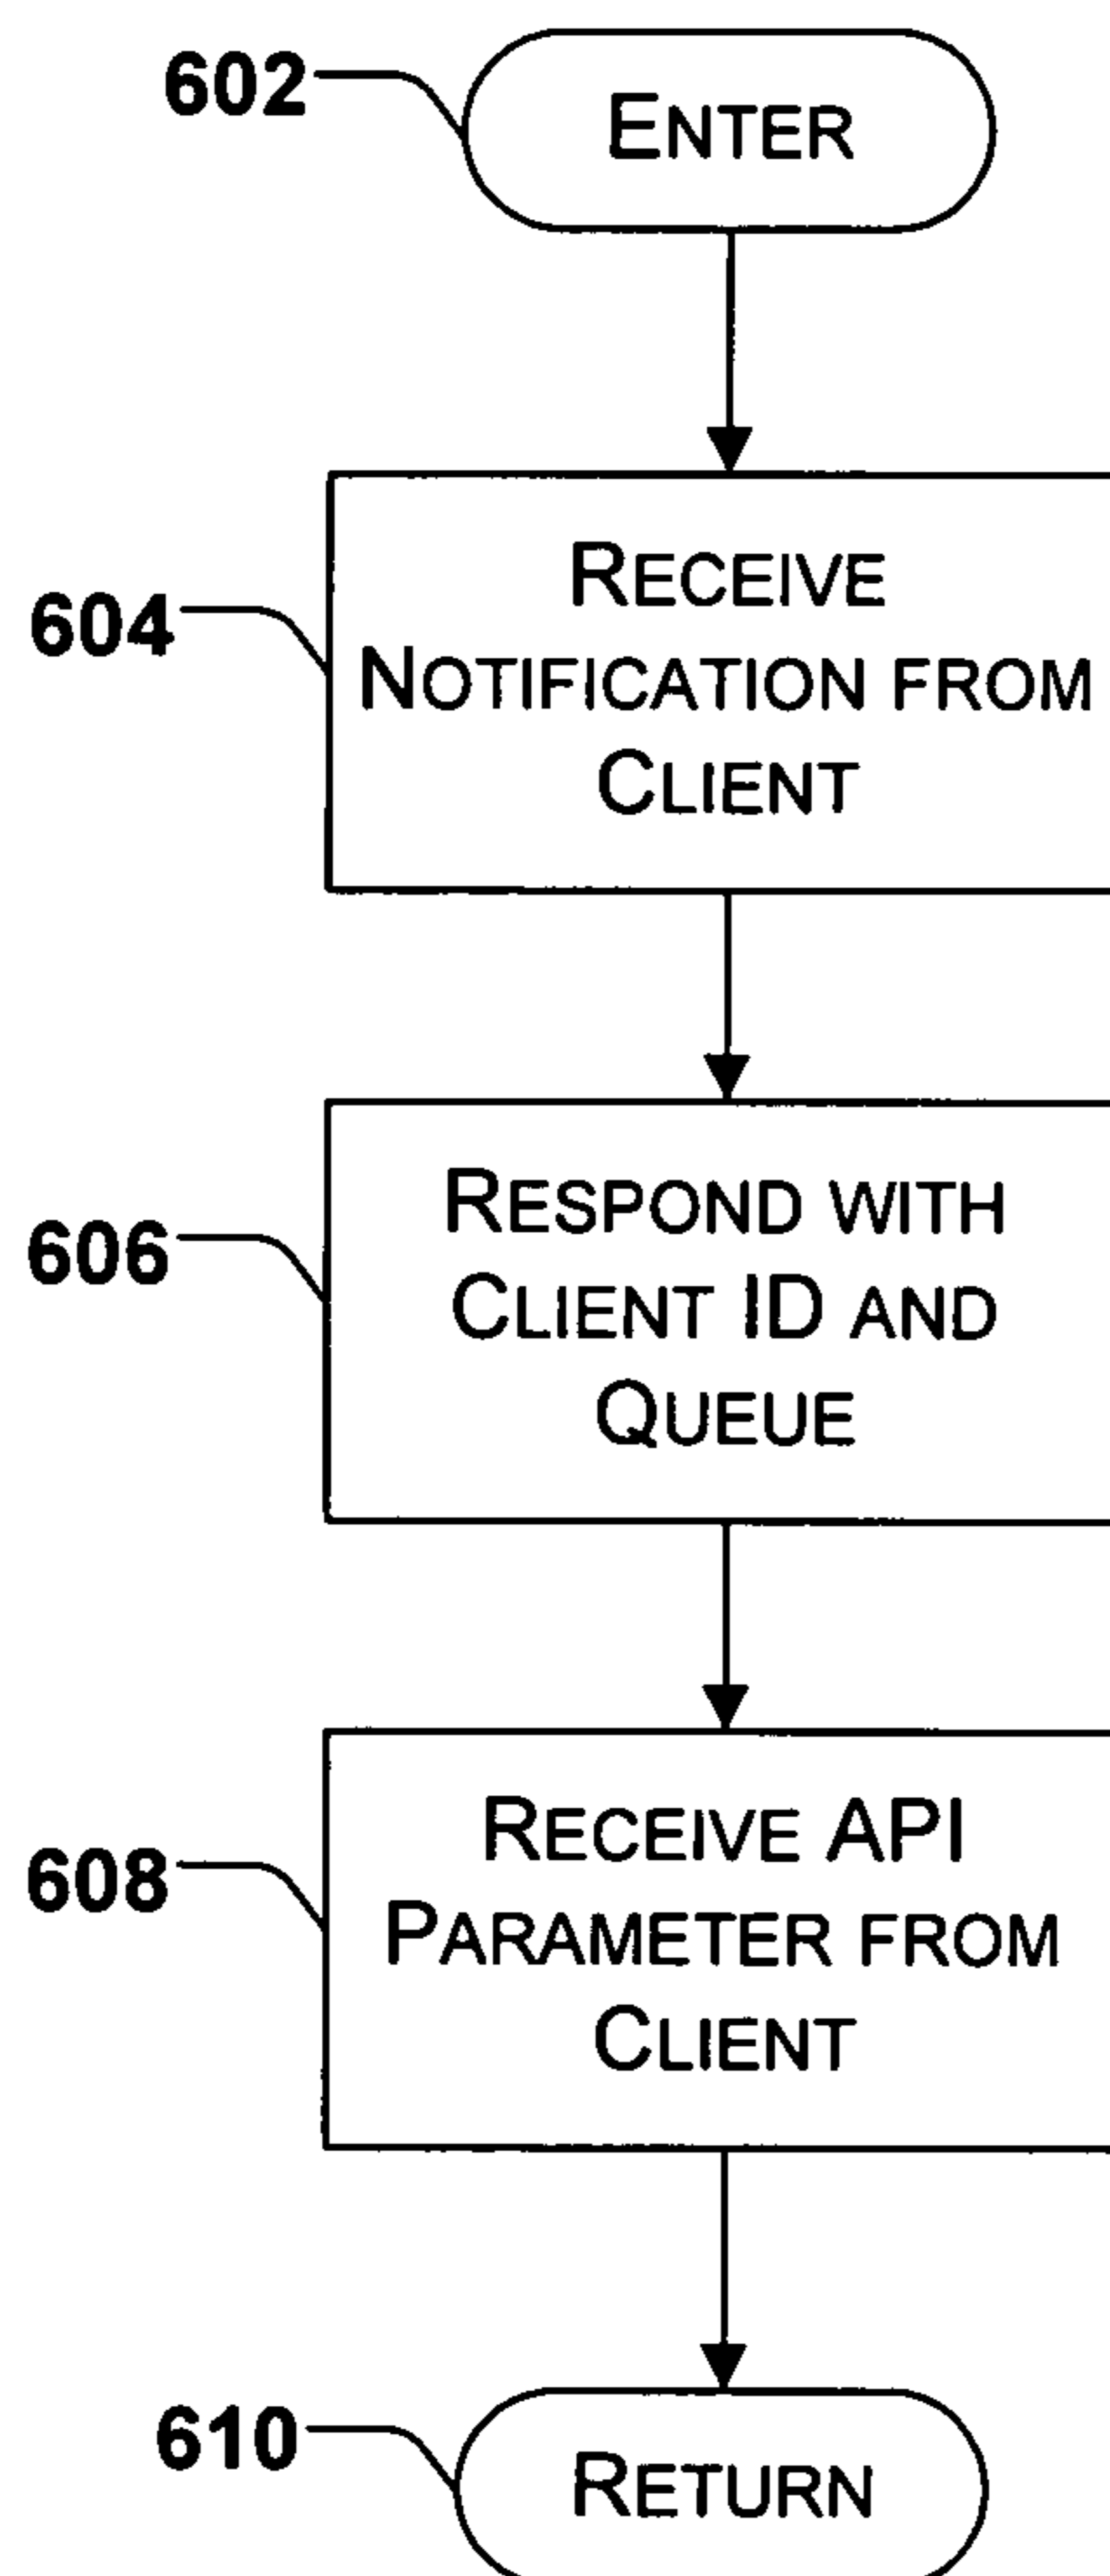 602
ENTER
604
RECEIVE
NOTIFICATION FROM
CLIENT
606
RESPOND WITH
CLIENT ID AND
QUEUE
608
RECEIVE API
PARAMETER FROM
CLIENT
610
RETURN